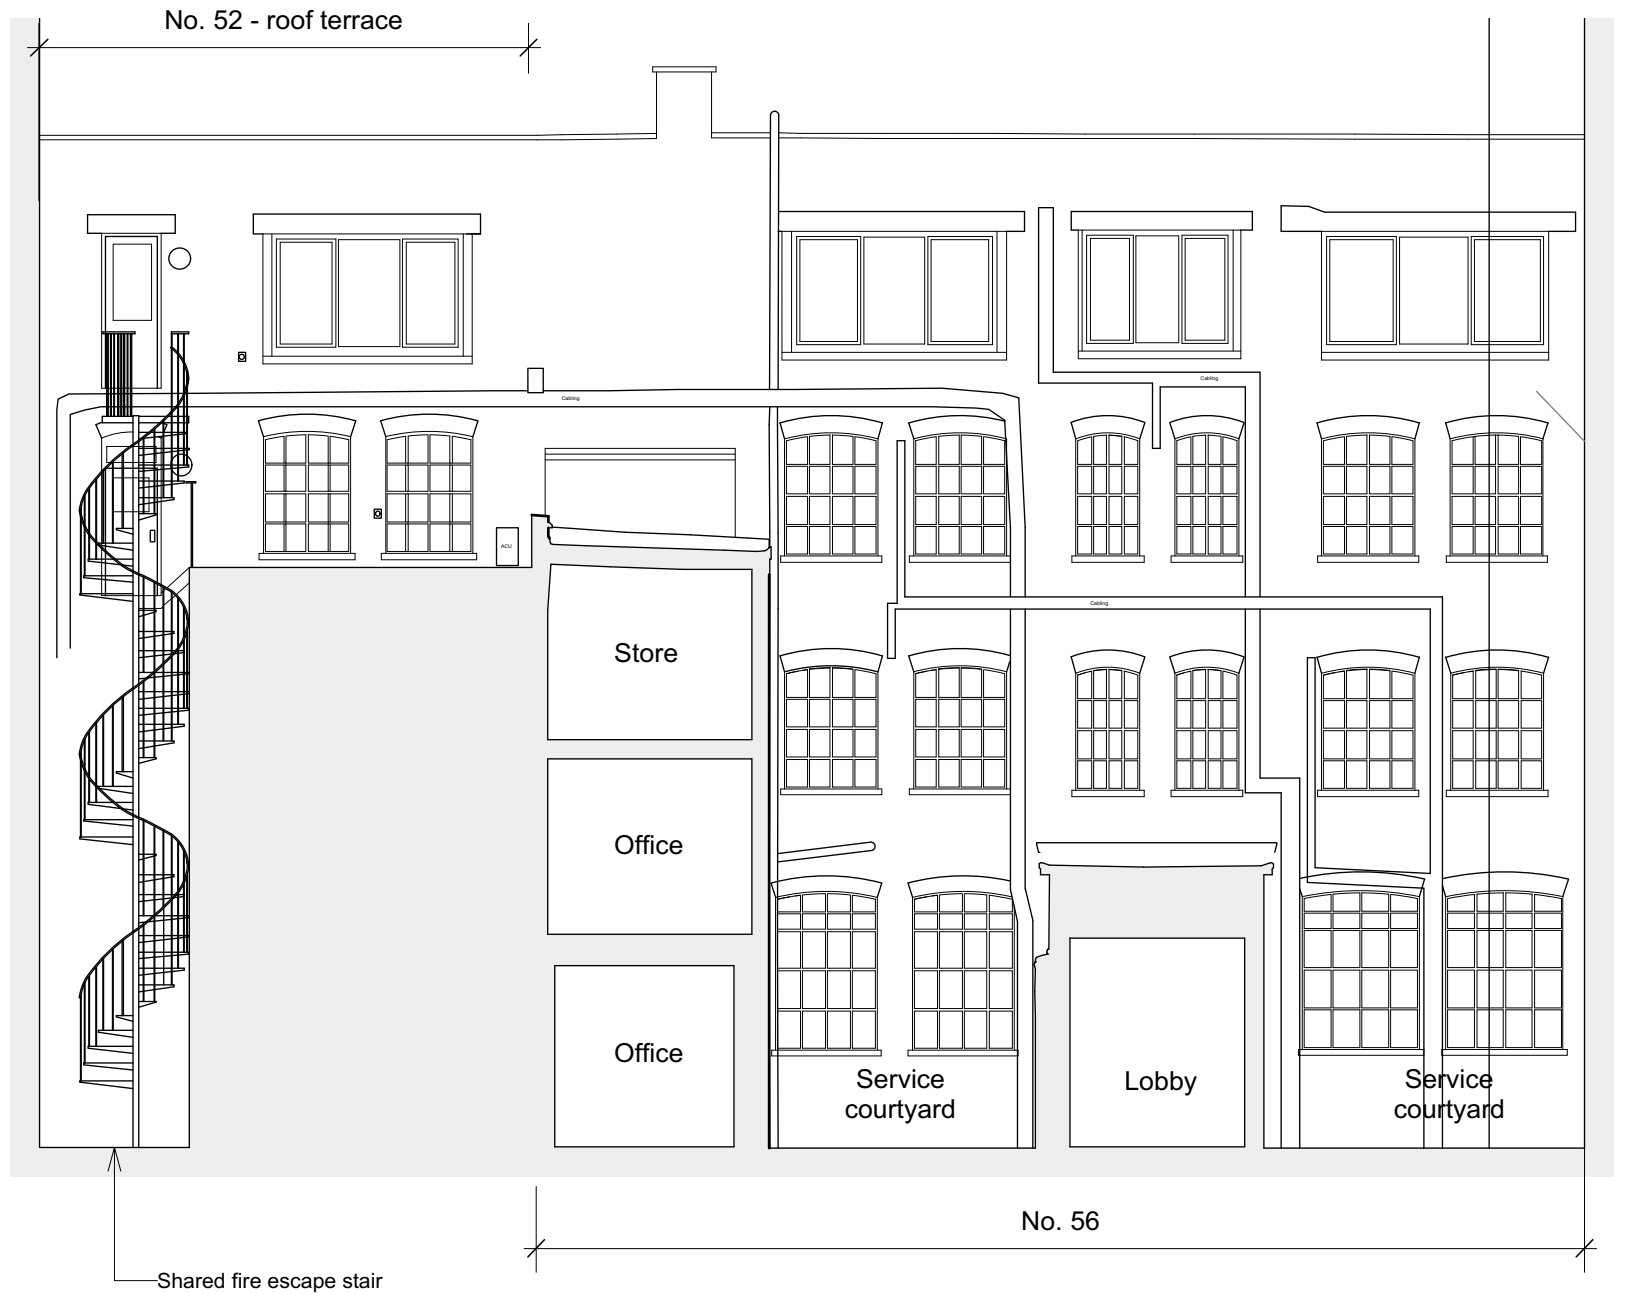 No. 52 - roof terrace
Cabling
Cabling
ACU
Cabling
Store
Office
Office
Service
courtyard
Lobby
Service
courtyard
No. 56
Shared fire escape stair